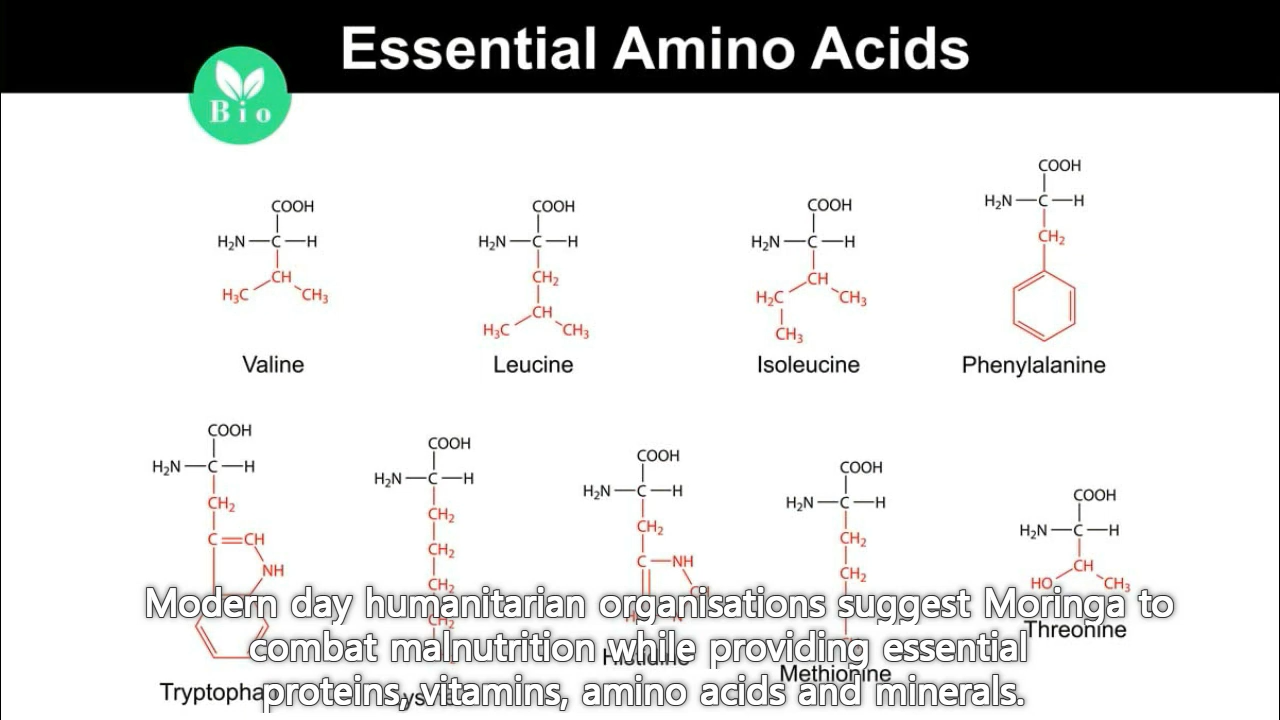 Essential Amino Acids
Bio
COOH
H₂N—C—H
CH
H₃C CH₃
Valine
COOH
H₂N—C—H
CH₂
CH
H₃C CH₃
Leucine
COOH
H₂N—C—H
CH
H₂C CH₃
CH₃
Isoleucine
COOH
H₂N—C—H
CH₂
Phenylalanine
COOH
H₂N—C—H
CH₂
C=CH
NH
COOH
H₂N—C—H
CH₂
CH₂
CH₂
CH₂
COOH
H₂N—C—H
CH₂
C—NH
Histidine
COOH
H₂N—C—H
CH₂
CH₂
Methionine
COOH
H₂N—C—H
CH
HO CH₃
Threonine
Modern day humanitarian organisations suggest Moringa to
combat malnutrition while providing essential
proteins, vitamins, amino acids and minerals.